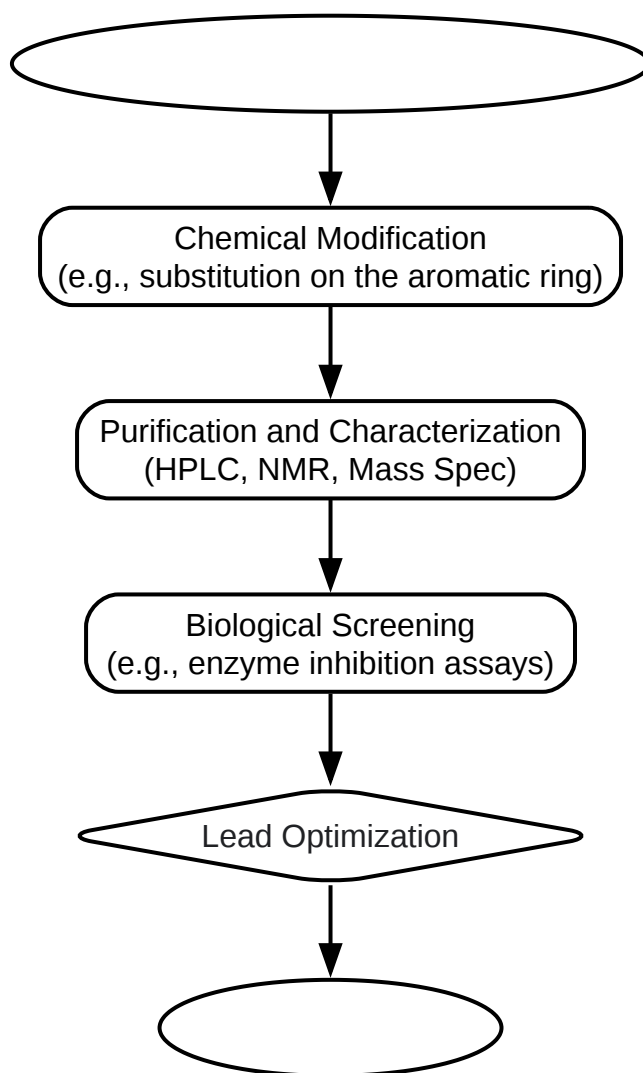 Chemical Modification
(e.g., substitution on the aromatic ring)
Purification and Characterization
(HPLC, NMR, Mass Spec)
Biological Screening
(e.g., enzyme inhibition assays)
Lead Optimization